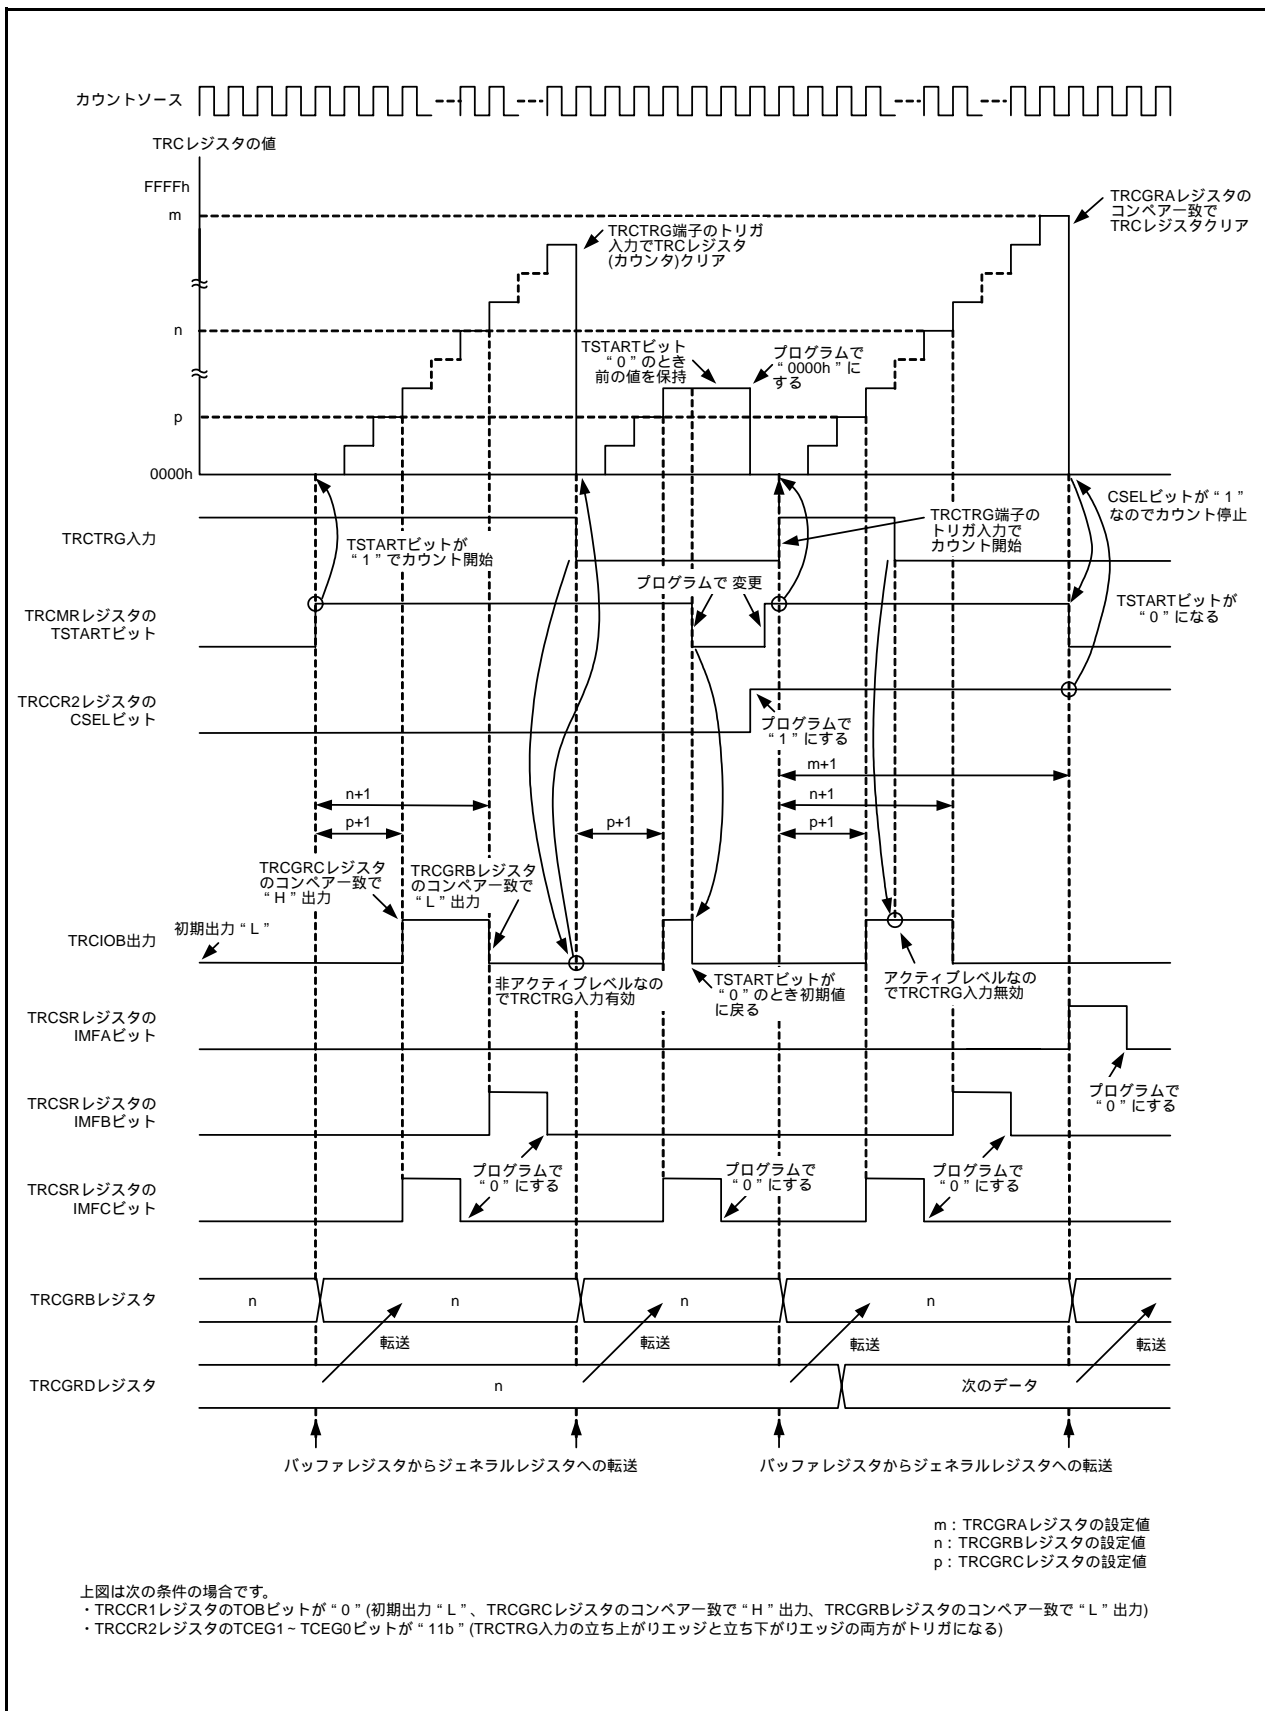 カウントソース
TRCレジスタの値
FFFFh
m
n
p
0000h
TRCTRG端子のトリガ
入力でTRCレジスタ
(カウンタ)クリア
TRCGRAレジスタの
コンペア一致で
TRCレジスタクリア
TSTARTビット
“ 0 ” のとき
前の値を保持
プログラムで
“ 0000h ” に
する
TRCTRG入力
TSTARTビットが
“ 1 ” でカウント開始
TRCTRG端子の
トリガ入力で
カウント開始
CSELビットが “ 1 ”
なのでカウント停止
TRCMRレジスタの
TSTARTビット
プログラムで 変更
TSTARTビットが
“ 0 ” になる
TRCCR2レジスタの
CSELビット
プログラムで
“ 1 ” にする
m+1
n+1
n+1
p+1
p+1
p+1
TRCGRCレジスタ
のコンペア一致で
“ H ” 出力
TRCGRBレジスタ
のコンペア一致で
“ L ” 出力
TRCIOB出力
初期出力 “ L ”
非アクティブレベルなの
でTRCTRG入力有効
TSTARTビットが
“ 0 ” のとき初期値
に戻る
アクティブレベルなの
でTRCTRG入力無効
TRCSRレジスタの
IMFAビット
プログラムで
“ 0 ” にする
TRCSRレジスタの
IMFBビット
プログラムで
“ 0 ” にする
プログラムで
“ 0 ” にする
プログラムで
“ 0 ” にする
TRCSRレジスタの
IMFCビット
TRCGRBレジスタ
n
n
n
n
転送
転送
転送
転送
TRCGRDレジスタ
n
次のデータ
バッファレジスタからジェネラルレジスタへの転送
バッファレジスタからジェネラルレジスタへの転送
m : TRCGRAレジスタの設定値
n : TRCGRBレジスタの設定値
p : TRCGRCレジスタの設定値
上図は次の条件の場合です。
・TRCCR1レジスタのTOBビットが “ 0 ” (初期出力 “ L ” 、TRCGRCレジスタのコンペア一致で “ H ” 出力、TRCGRBレジスタのコンペア一致で “ L ” 出力)
・TRCCR2レジスタのTCEG1 ~ TCEG0ビットが “ 11b ” (TRCTRG入力の立ち上がりエッジと立ち下がりエッジの両方がトリガになる)